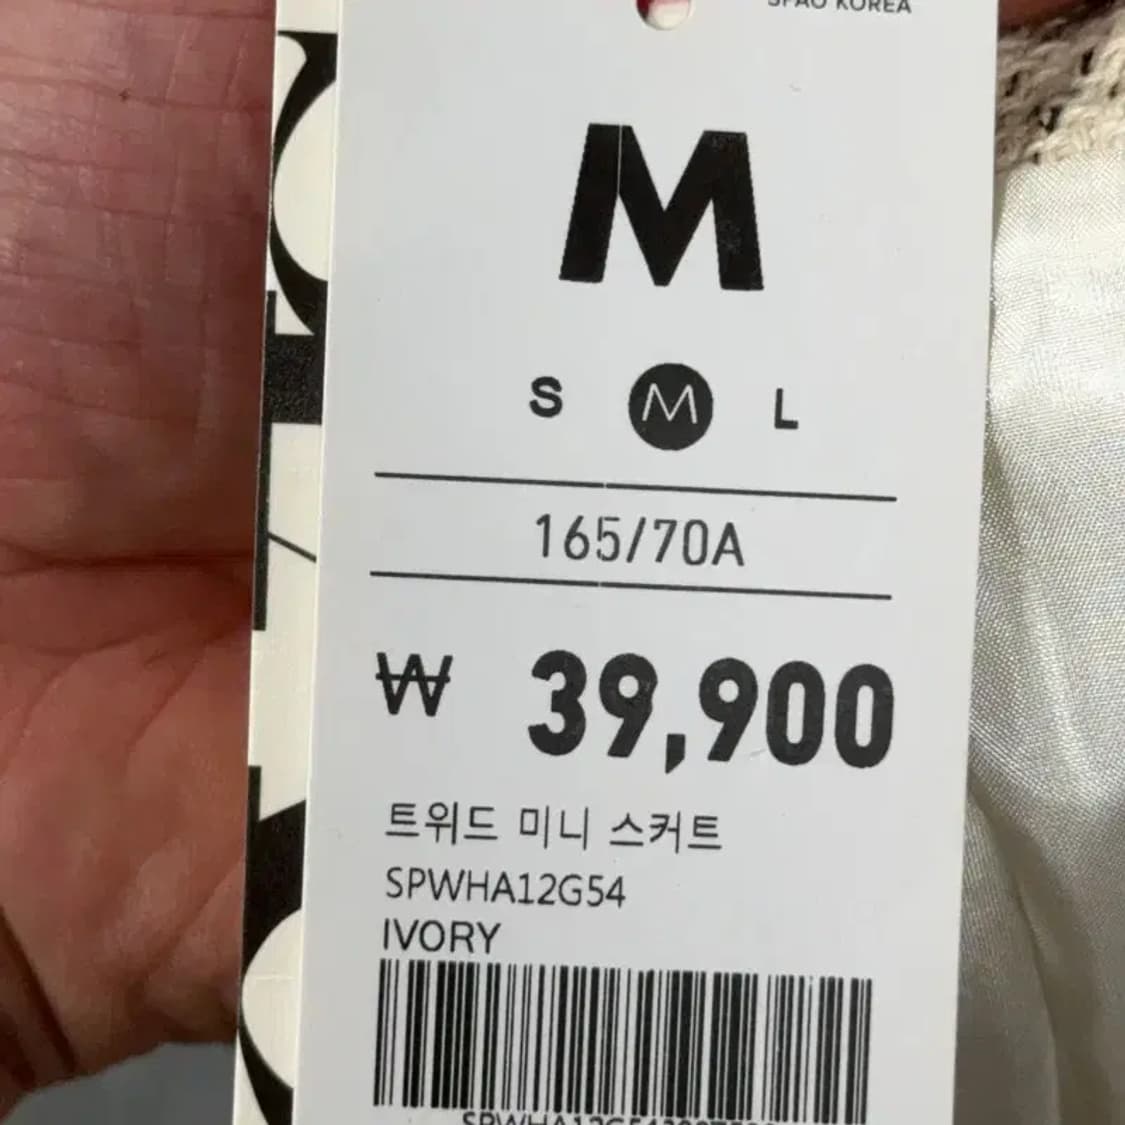 SPAO KOREA
M
S M L
165/70A
₩ 39,900
트위드 미니 스커트
SPWHA12G54
IVORY